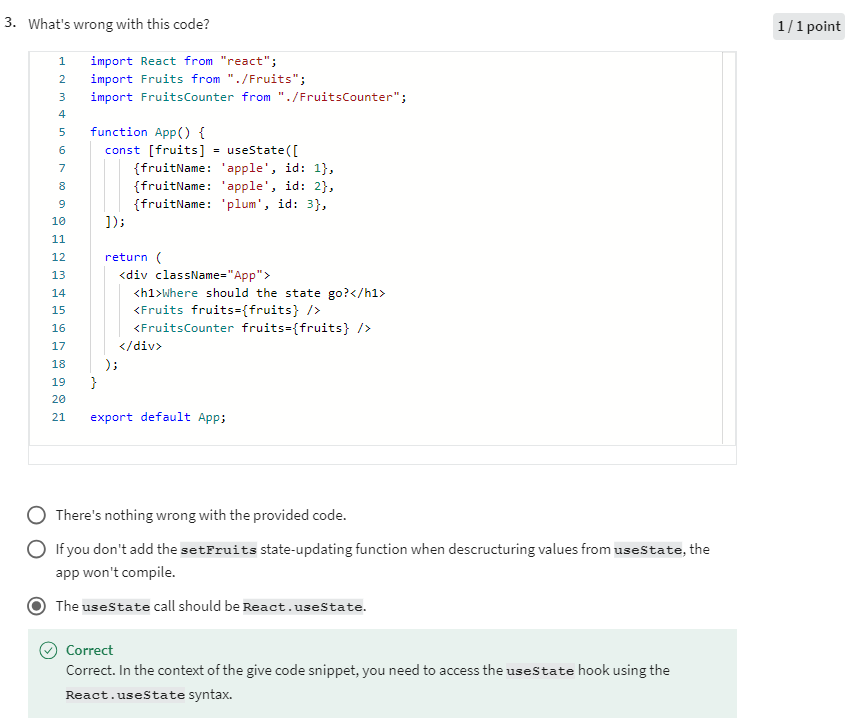 3. What's wrong with this code?
1 / 1 point
1 import React from "react";
2 import Fruits from "./Fruits";
3 import FruitsCounter from "./FruitsCounter";
4
5 function App() {
6 const [fruits] = useState([
7 {fruitName: 'apple', id: 1},
8 {fruitName: 'apple', id: 2},
9 {fruitName: 'plum', id: 3},
10 ]);
11
12 return (
13 <div className="App">
14 <h1>Where should the state go?</h1>
15 <Fruits fruits={fruits} />
16 <FruitsCounter fruits={fruits} />
17 </div>
18 );
19 }
20
21 export default App;
There's nothing wrong with the provided code.
If you don't add the setFruits state-updating function when descructuring values from useState, the
app won't compile.
The useState call should be React.useState.
Correct
Correct. In the context of the give code snippet, you need to access the useState hook using the
React.useState syntax.